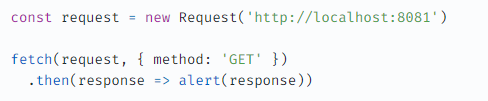 const request = new Request('http://localhost:8081')
fetch(request, { method: 'GET' })
.then(response => alert(response))